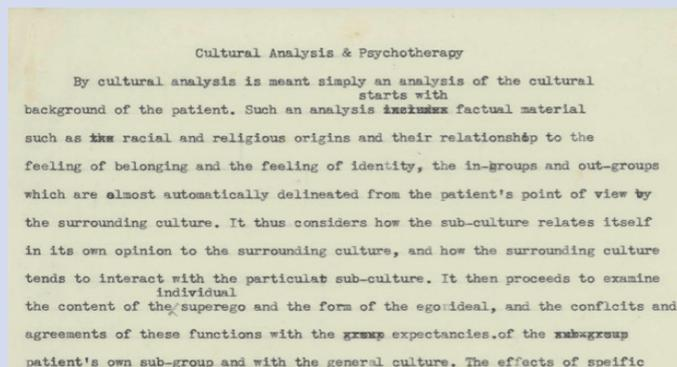 Cultural Analysis & Psychotherapy
By cultural analysis is meant simply an analysis of the cultural
starts with
background of the patient. Such an analysis factual material
such as racial and religious origins and their relationship to the
feeling of belonging and the feeling of identity, the in-groups and out-groups
which are almost automatically delineated from the patient's point of view by
the surrounding culture. It thus considers how the sub-culture relates itself
in its own opinion to the surrounding culture, and how the surrounding culture
tends to interact with the particulat sub-culture. It then proceeds to examine
individual
the content of the superego and the form of the ego ideal, and the conflcits and
agreements of these functions with the expectancies.of the
patient's own sub-group and with the general culture. The effects of speific